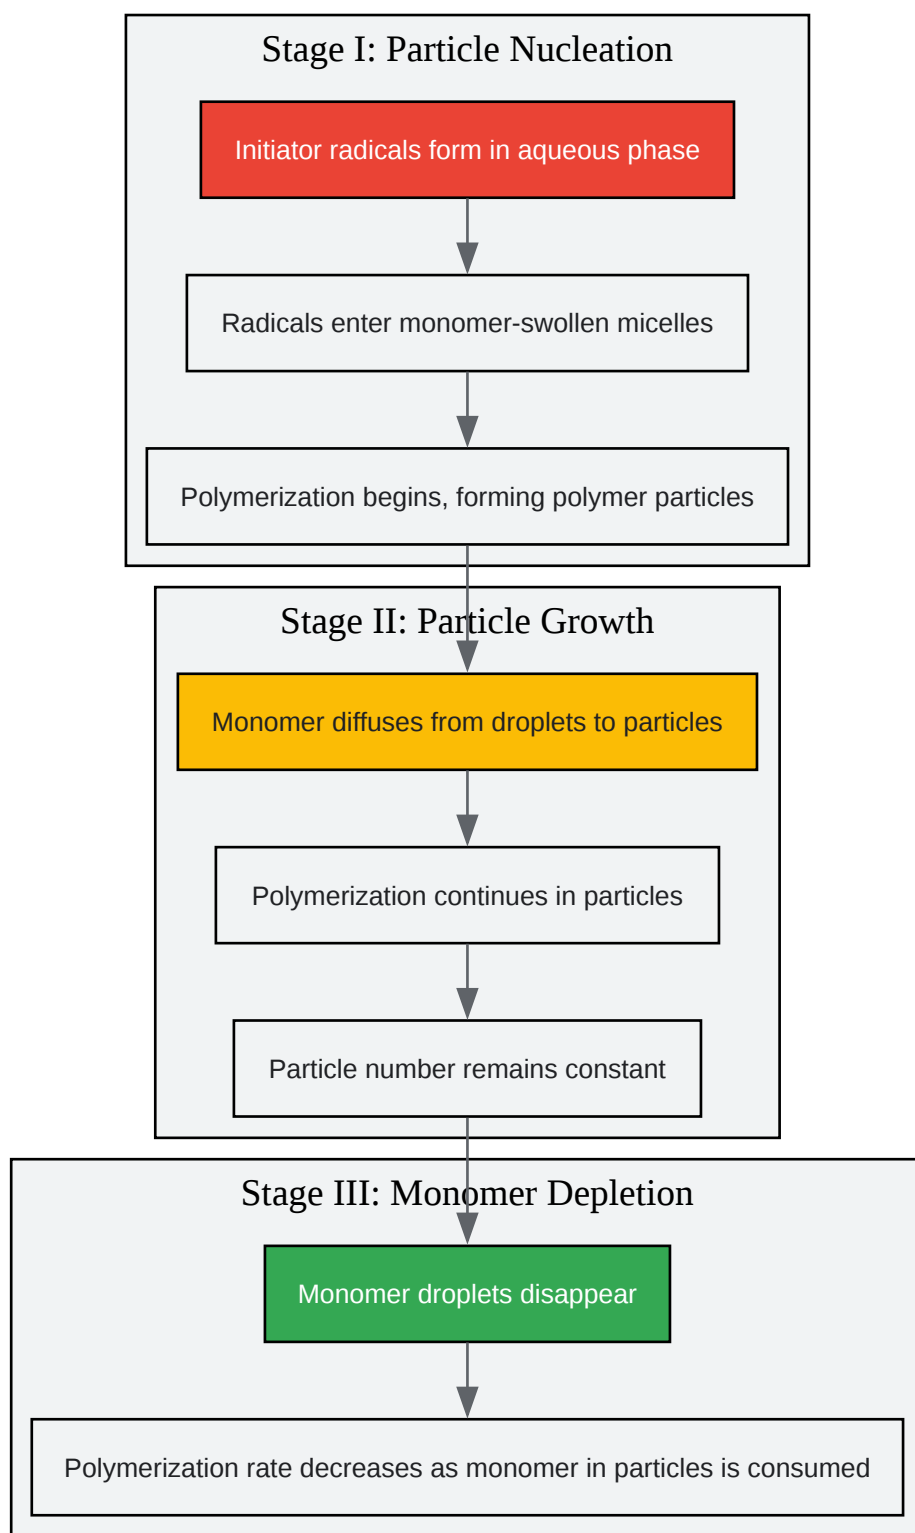 Stage I: Particle Nucleation
Initiator radicals form in aqueous phase
Radicals enter monomer-swollen micelles
Polymerization begins, forming polymer particles
Stage II: Particle Growth
Monomer diffuses from droplets to particles
Polymerization continues in particles
Particle number remains constant
Stage III: Monomer Depletion
Monomer droplets disappear
Polymerization rate decreases as monomer in particles is consumed